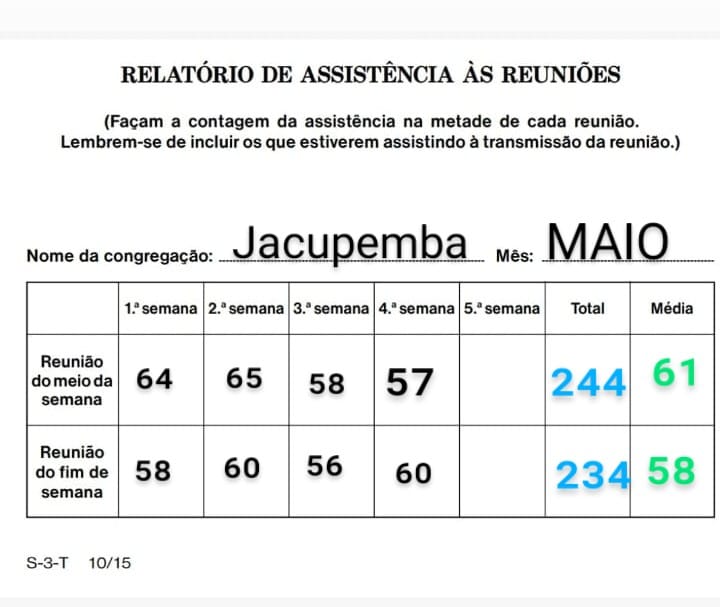 RELATÓRIO DE ASSISTÊNCIA ÀS REUNIÕES
(Façam a contagem da assistência na metade de cada reunião.
Lembrem-se de incluir os que estiverem assistindo à transmissão da reunião.)
Nome da congregação: Jacupemba Mês: MAIO
1.ª semana 2.ª semana 3.ª semana 4.ª semana 5.ª semana Total Média
Reunião
do meio da
semana
64 65 58 57 244 61
Reunião
do fim de
semana
58 60 56 60 234 58
S-3-T 10/15